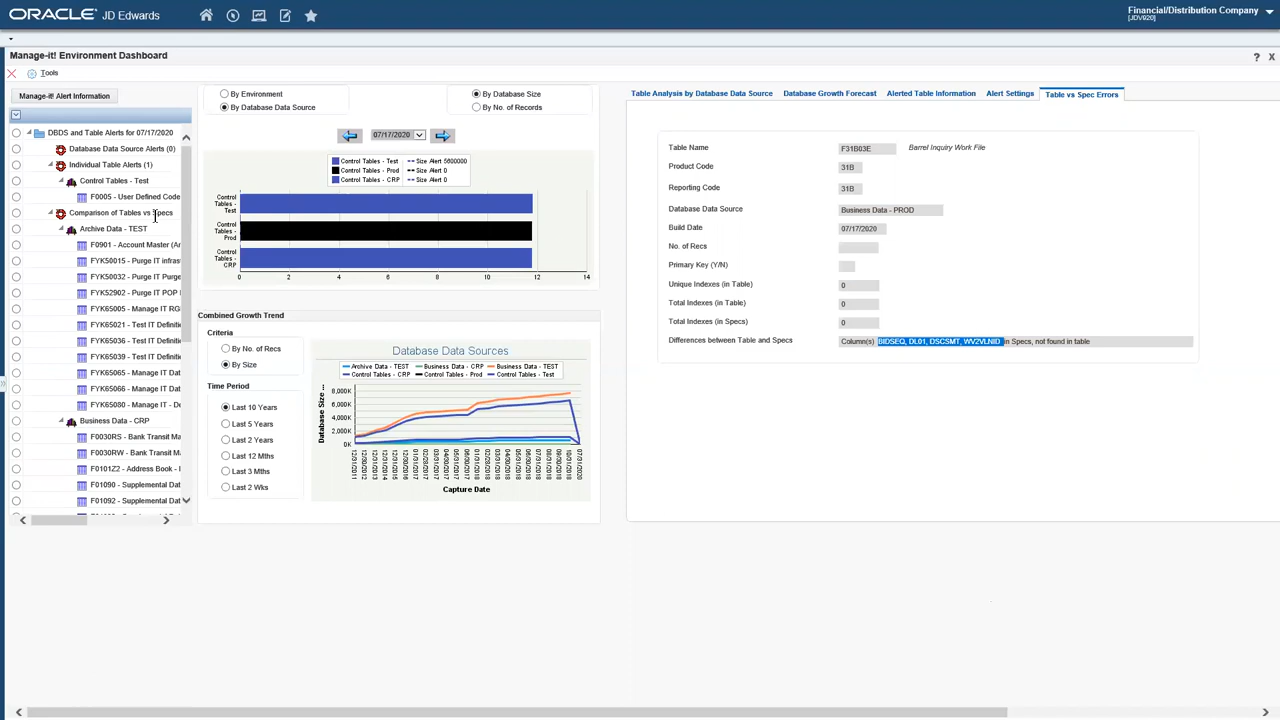 ORACLE JD Edwards
Financial/Distribution Company
[JDV920]
Manage-it! Environment Dashboard
? X
Tools
Manage-it! Alert Information
DBDS and Table Alerts for 07/17/2020
Database Data Source Alerts (0)
Individual Table Alerts (1)
Control Tables - Test
F0005 - User Defined Code
Comparison of Tables vs Specs
Archive Data - TEST
F0901 - Account Master (Ar
FYK50015 - Purge IT infras
FYK50032 - Purge IT Purge
FYK52902 - Purge IT POP
FYK65005 - Manage IT RG
FYK65021 - Test IT Definiti
FYK65036 - Test IT Definiti
FYK65039 - Test IT Definiti
FYK65065 - Manage IT Dat
FYK65066 - Manage IT Dat
FYK65080 - Manage IT - De
Business Data - CRP
F0030RS - Bank Transit Ma
F0030RW - Bank Transit M
F0101Z2 - Address Book - I
F01090 - Supplemental Dat
F01092 - Supplemental Dat
By Environment
By Database Data Source
By Database Size
By No. of Records
07/17/2020
Control Tables - Test Size Alert 5600000
Control Tables - Prod Size Alert 0
Control Tables - CRP Size Alert 0
Control Tables - Test
Control Tables - Prod
Control Tables - CRP
0 2 4 6 8 10 12 14
Combined Growth Trend
Criteria
By No. of Recs
By Size
Time Period
Last 10 Years
Last 5 Years
Last 2 Years
Last 12 Mths
Last 3 Mths
Last 2 Wks
Database Data Sources
Archive Data - TEST Business Data - CRP Business Data - TEST
Control Tables - CRP Control Tables - Prod Control Tables - Test
Database Size ..
8,000K
6,000K
4,000K
2,000K
0K
Capture Date
Table Analysis by Database Data Source Database Growth Forecast Alerted Table Information Alert Settings Table vs Spec Errors
Table Name F31B03E Barrel Inquiry Work File
Product Code 31B
Reporting Code 31B
Database Data Source Business Data - PROD
Build Date 07/17/2020
No. of Recs
Primary Key (Y/N)
Unique Indexes (in Table) 0
Total Indexes (in Table) 0
Total Indexes (in Specs) 0
Differences between Table and Specs Column(s) BIDSEQ, DL01, DSCSMT, WV2VLNID in Specs, not found in table